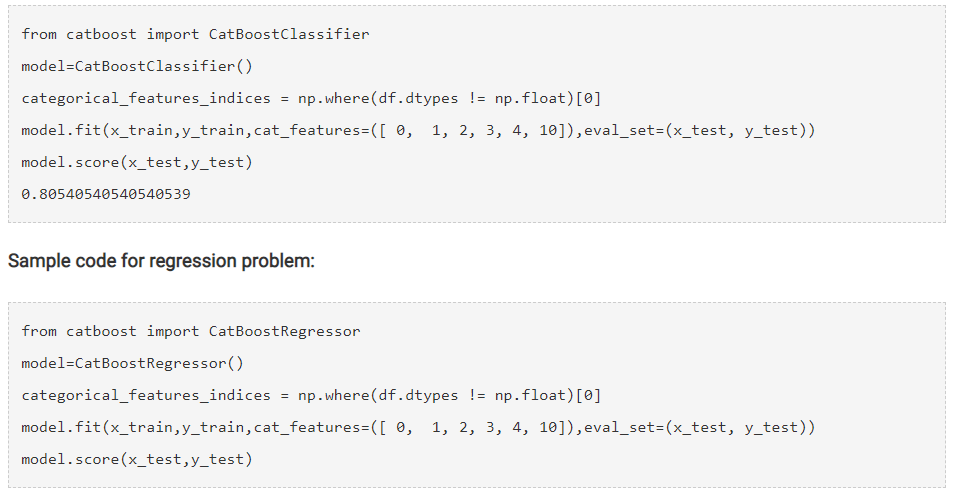 from catboost import CatBoostClassifier
model=CatBoostClassifier()
categorical_features_indices = np.where(df.dtypes != np.float)[0]
model.fit(x_train,y_train,cat_features=([ 0,  1, 2, 3, 4, 10]),eval_set=(x_test, y_test))
model.score(x_test,y_test)
0.80540540540540539
Sample code for regression problem:
from catboost import CatBoostRegressor
model=CatBoostRegressor()
categorical_features_indices = np.where(df.dtypes != np.float)[0]
model.fit(x_train,y_train,cat_features=([ 0,  1, 2, 3, 4, 10]),eval_set=(x_test, y_test))
model.score(x_test,y_test)